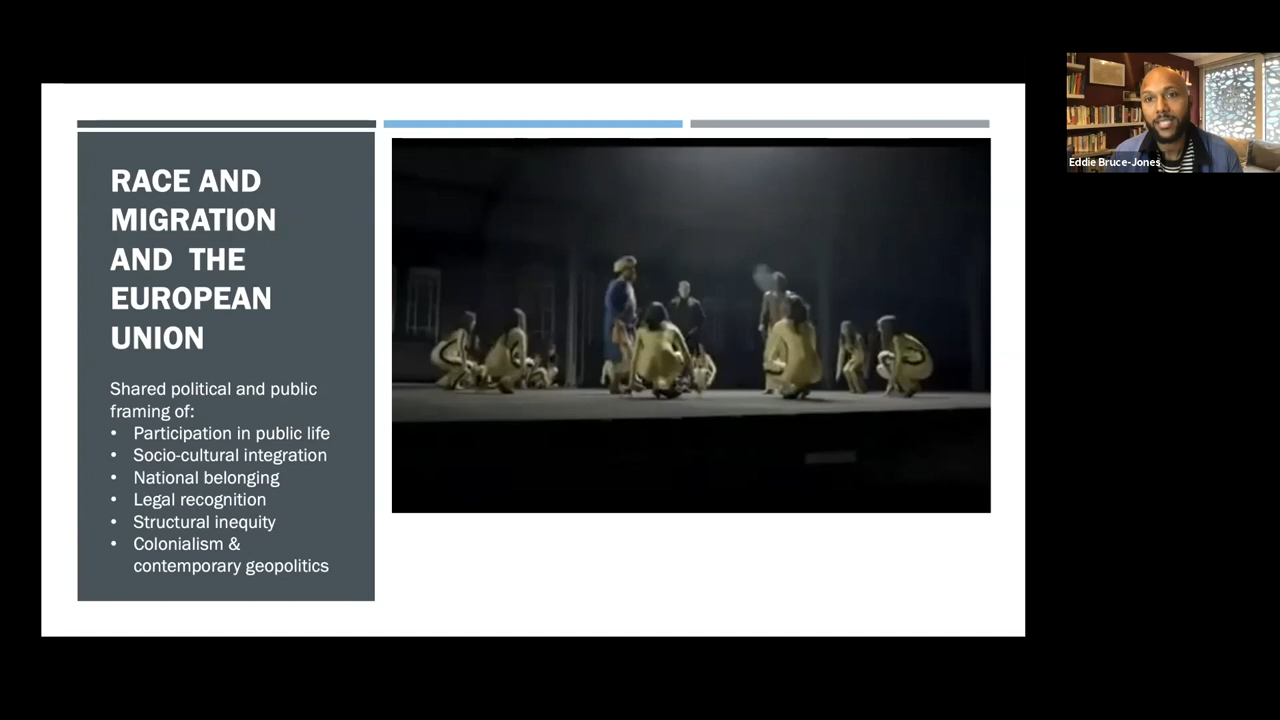 RACE AND
MIGRATION
AND THE
EUROPEAN
UNION
Shared political and public
framing of:
• Participation in public life
• Socio-cultural integration
• National belonging
• Legal recognition
• Structural inequity
• Colonialism &
contemporary geopolitics
Eddie Bruce-Jones